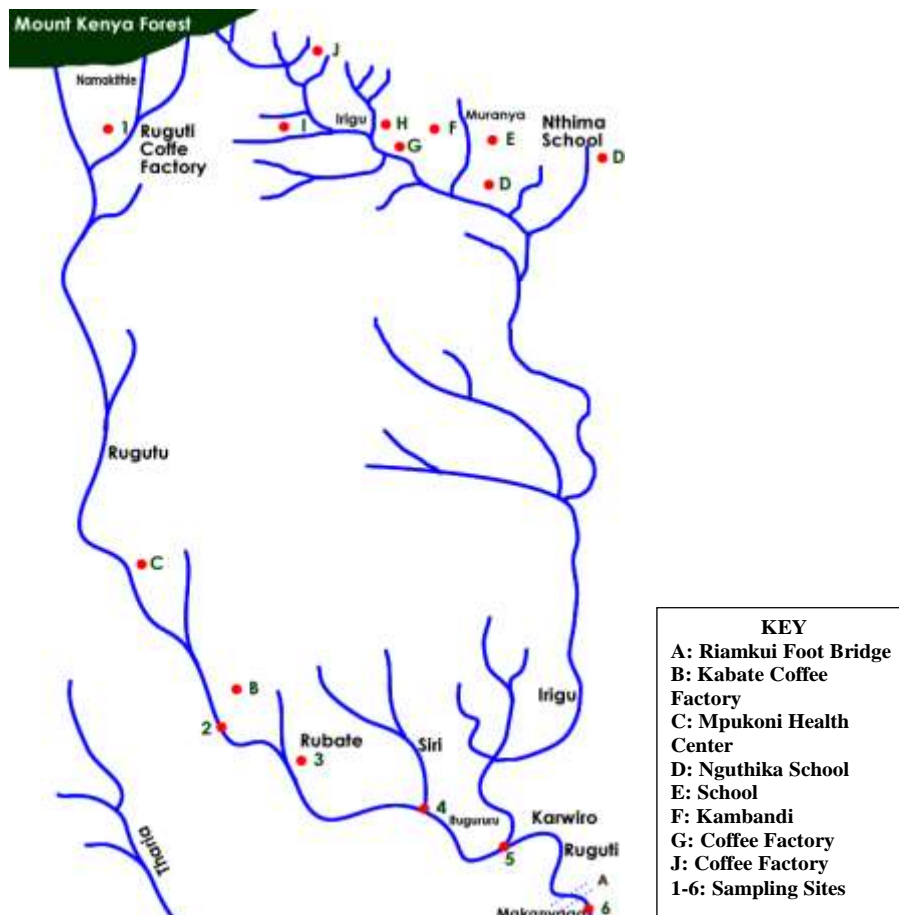 Mount Kenya Forest
J
Namakithie
1
Ruguti
Coffe
Factory
I
Irigu
H
G
F
Muranya
E
D
Nthima
School
D
Rugutu
C
B
2
Rubate
3
Siri
4
Itugururu
5
Irigu
Karwiro
Ruguti
A
6
Tharia
KEY
A: Riamkui Foot Bridge
B: Kabate Coffee
Factory
C: Mpukoni Health
Center
D: Nguthika School
E: School
F: Kambandi
G: Coffee Factory
J: Coffee Factory
1-6: Sampling Sites